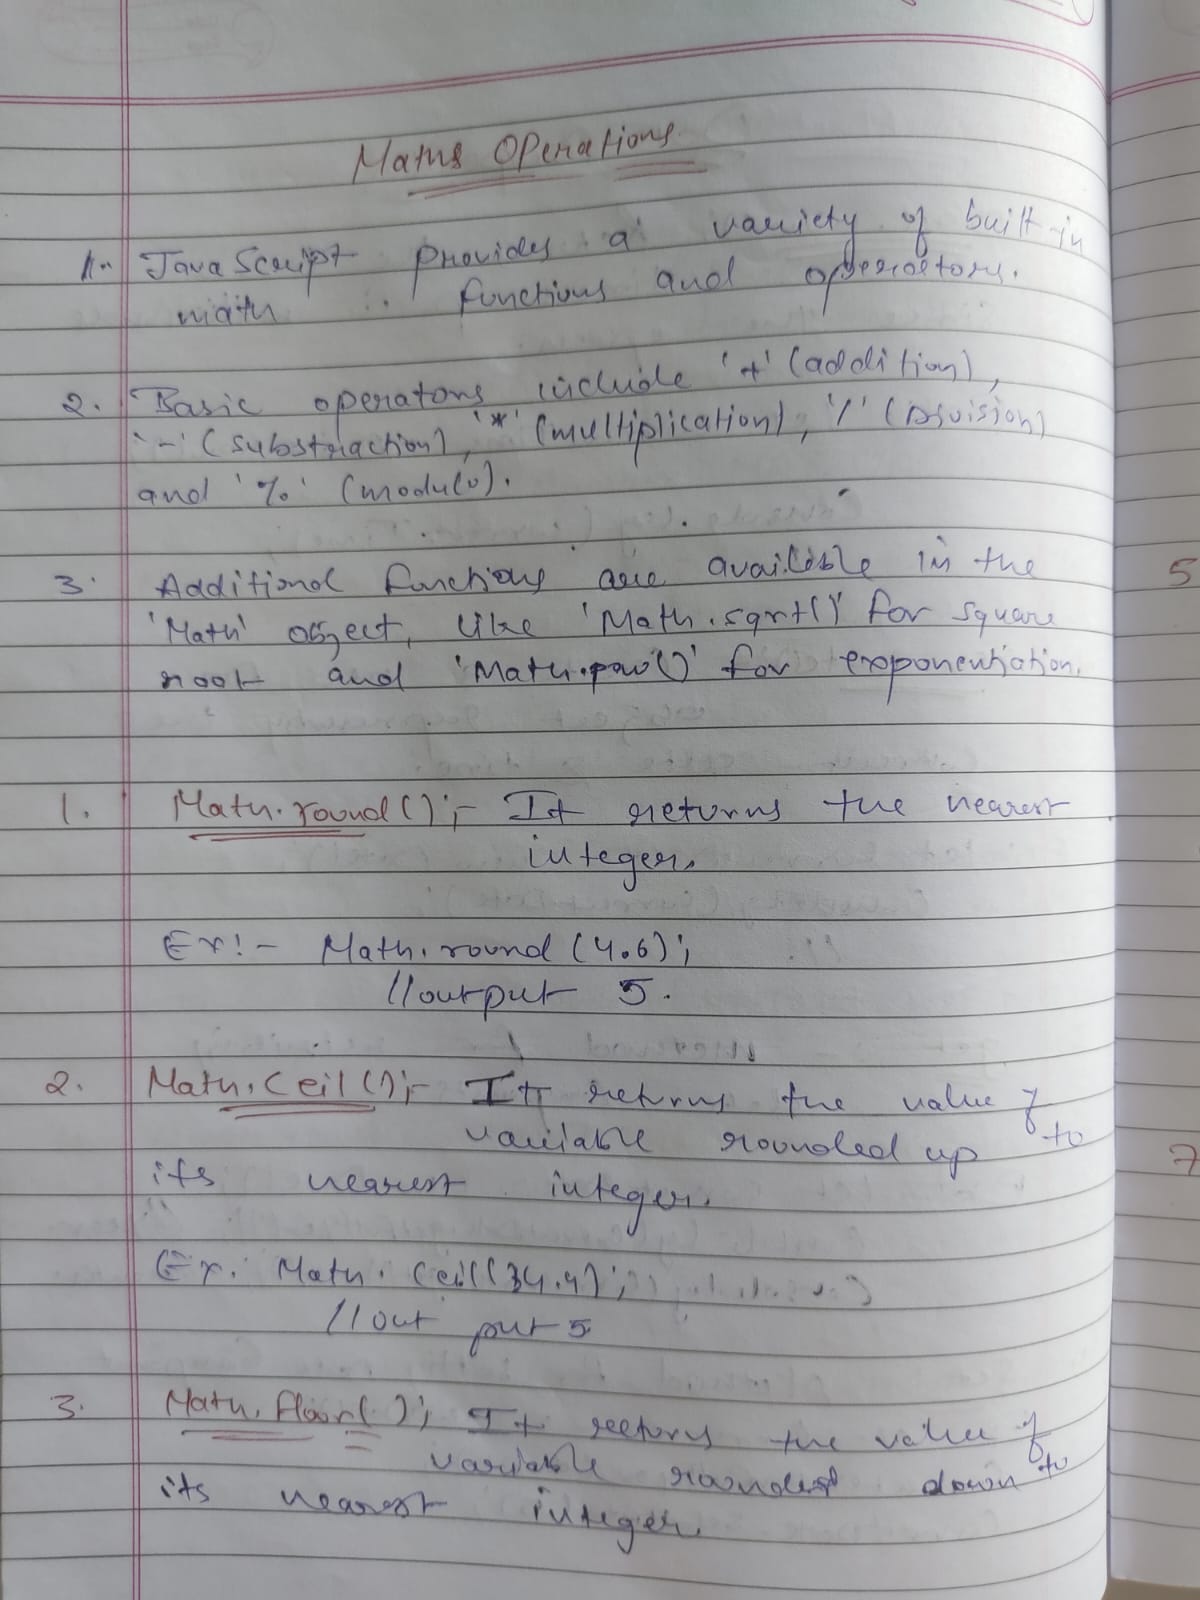 Maths Operations
1. JavaScript provides a variety of built-in
math functions and operators.
2. Basic operators include '+' (addition),
'-' (substraction), '*' (multiplication), '/' (Division)
and '%' (modulo).
3. Additional functions are available in the
'Math' object, like 'Math.sqrt()' for square
root and 'Math.pow()' for exponentiation.
1. Math.round();- It returns the nearest
integer.
Ex:- Math.round(4.6);
//output 5.
2. Math.Ceil();- It returns the value of
variable rounded up to
its nearest integer.
Ex. Math.Ceil(34.4);
//out put 5
3. Math.floor(); It returns the value of
variable rounded down to
its nearest integer.
5
7